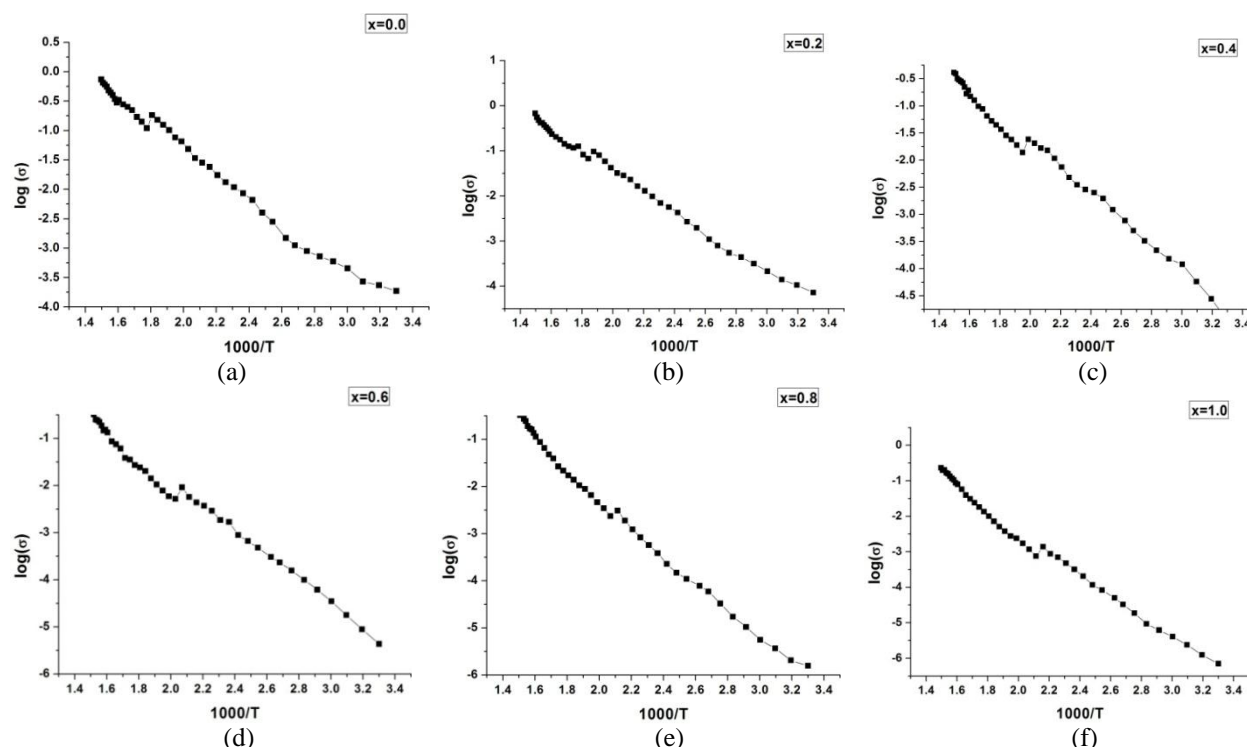 x=0.0
0.5
0.0
-0.5
-1.0
-1.5
-2.0
-2.5
-3.0
-3.5
-4.0
log (σ)
1.4 1.6 1.8 2.0 2.2 2.4 2.6 2.8 3.0 3.2 3.4
1000/T
(a)
x=0.2
1
0
-1
-2
-3
-4
log(σ)
1.4 1.6 1.8 2.0 2.2 2.4 2.6 2.8 3.0 3.2 3.4
1000/T
(b)
x=0.4
-0.5
-1.0
-1.5
-2.0
-2.5
-3.0
-3.5
-4.0
-4.5
log(σ)
1.4 1.6 1.8 2.0 2.2 2.4 2.6 2.8 3.0 3.2 3.4
1000/T
(c)
x=0.6
-1
-2
-3
-4
-5
-6
log(σ)
1.4 1.6 1.8 2.0 2.2 2.4 2.6 2.8 3.0 3.2 3.4
1000/T
(d)
x=0.8
-1
-2
-3
-4
-5
-6
log(σ)
1.4 1.6 1.8 2.0 2.2 2.4 2.6 2.8 3.0 3.2 3.4
1000/T
(e)
x=1.0
0
-1
-2
-3
-4
-5
-6
log(σ)
1.4 1.6 1.8 2.0 2.2 2.4 2.6 2.8 3.0 3.2 3.4
1000/T
(f)